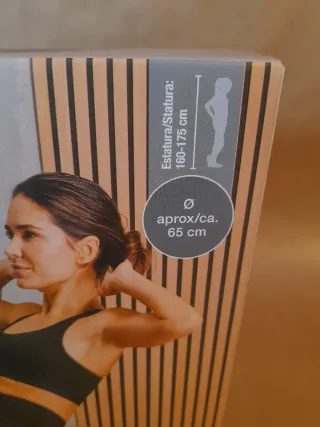 Estatura/Statura:
160-175 cm
Ø
aprox/ca.
65 cm